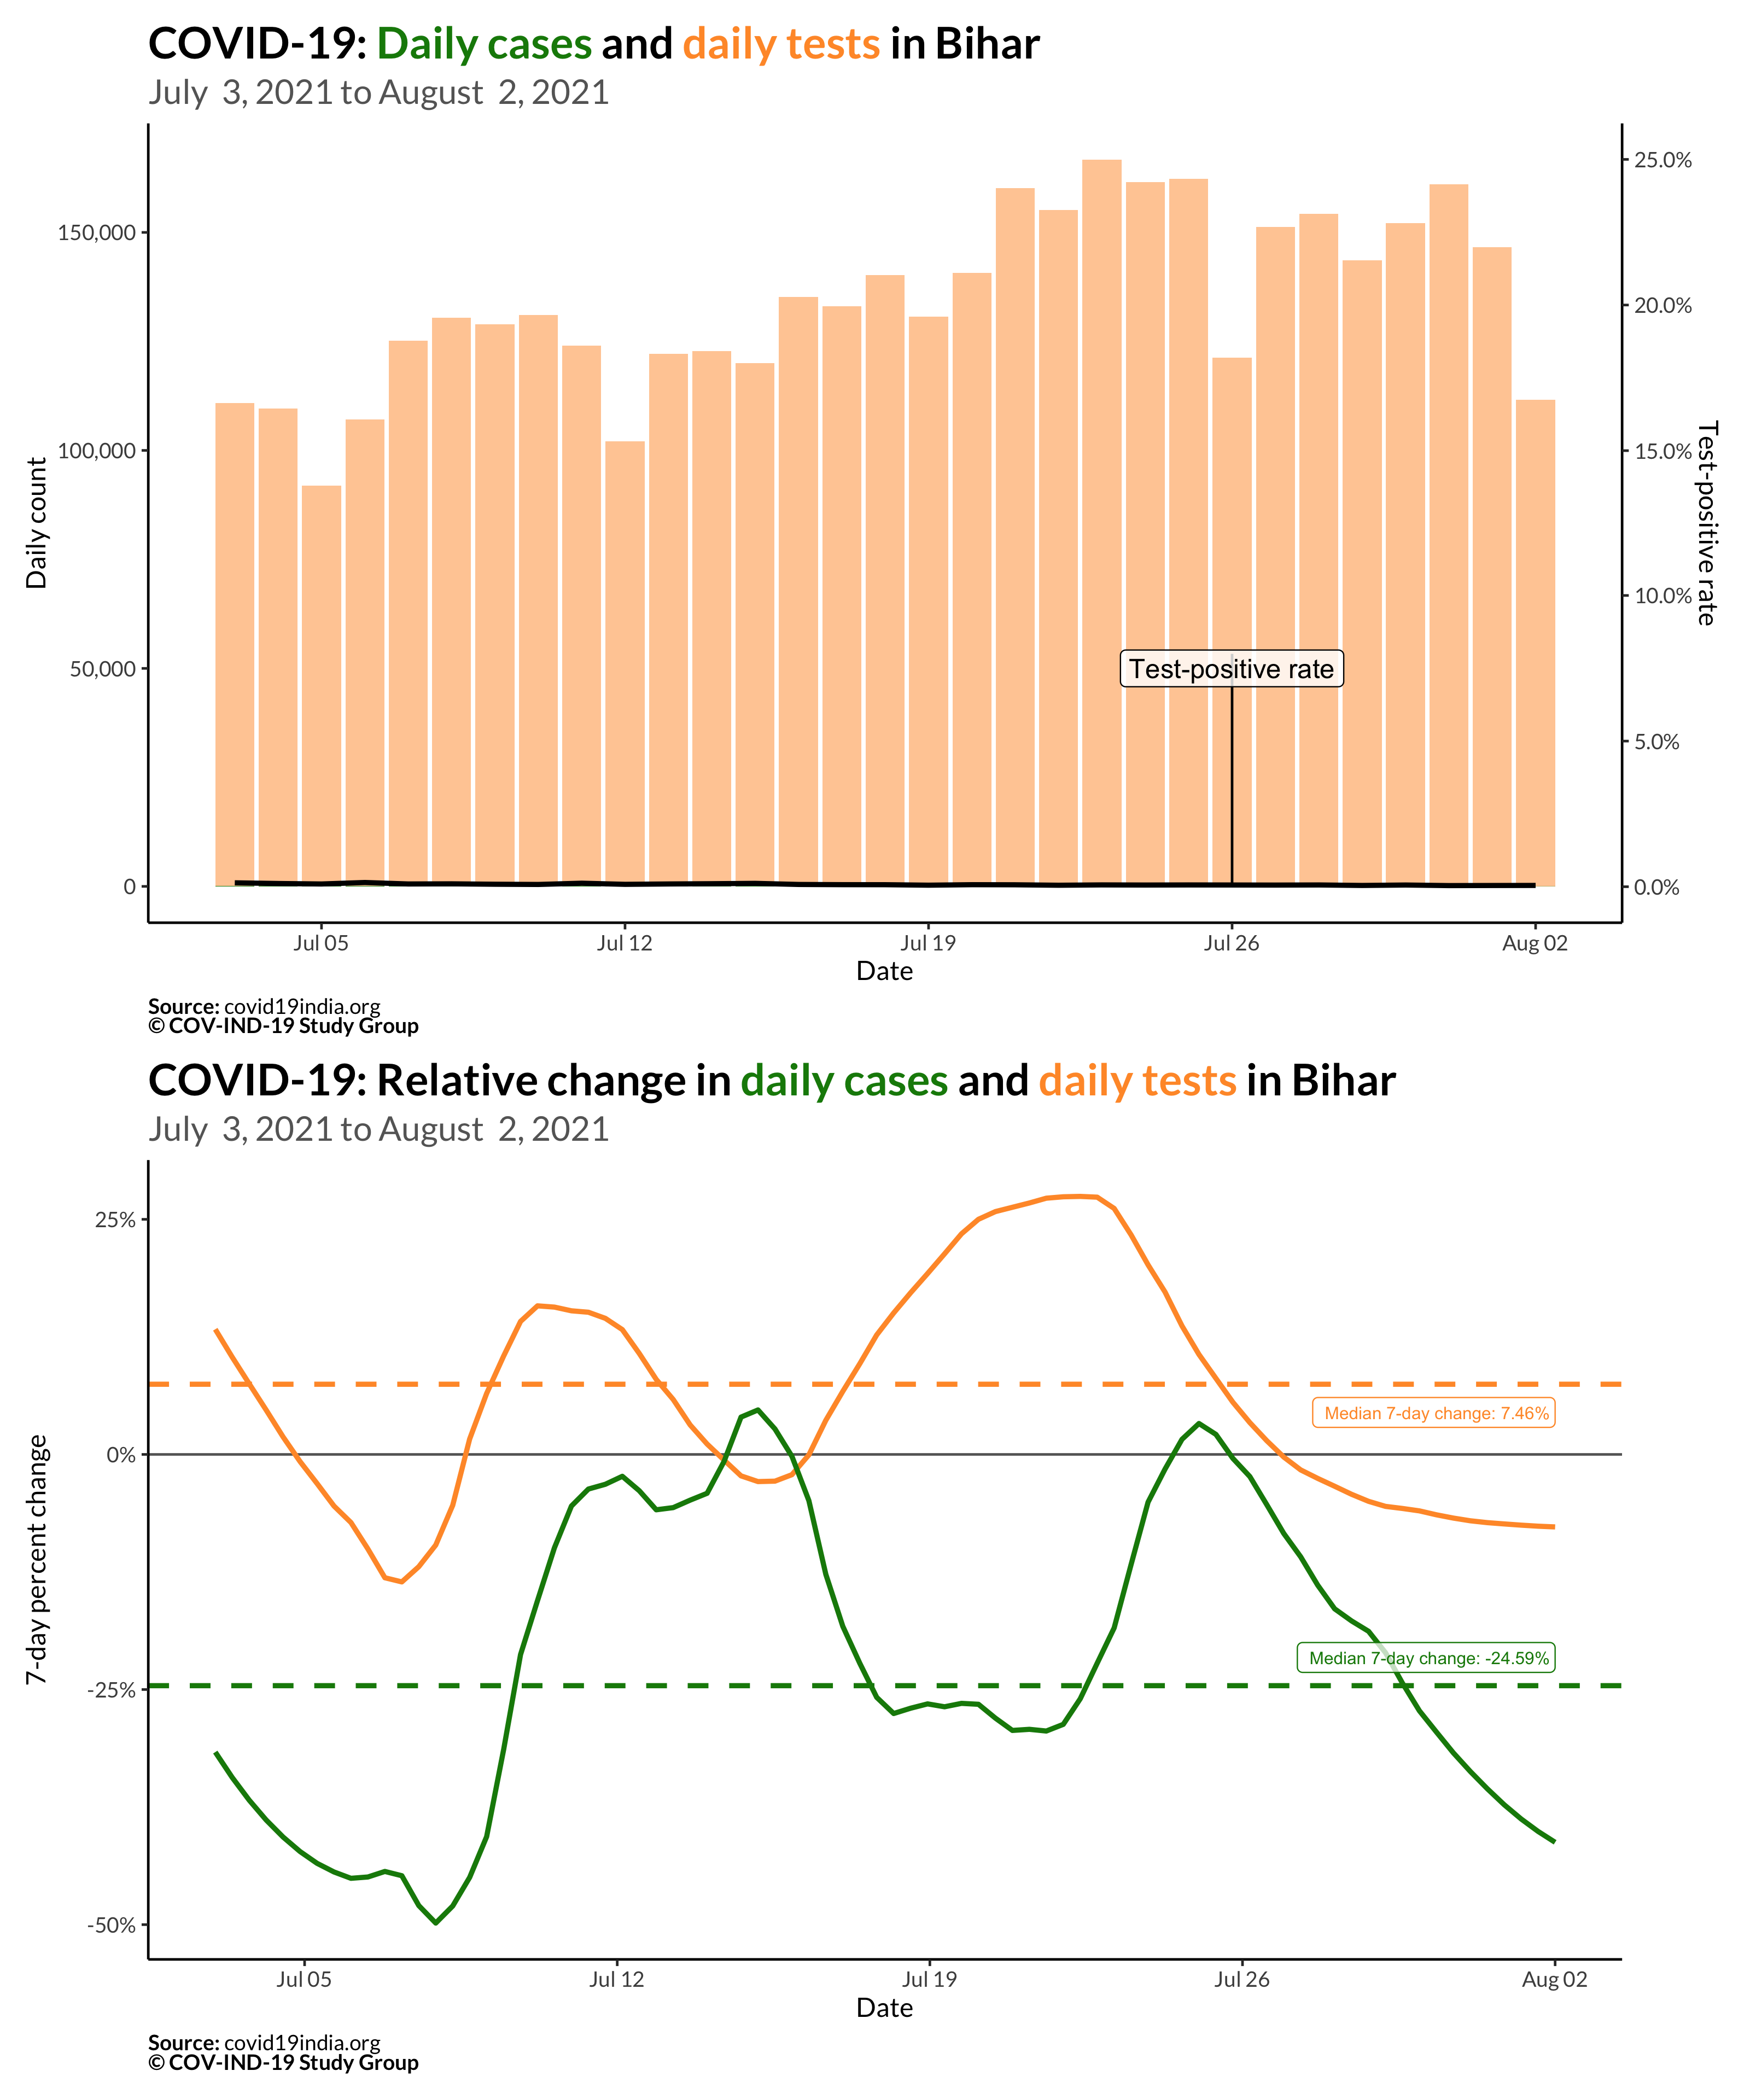 COVID-19: Daily cases and daily tests in Bihar
July  3, 2021 to August  2, 2021
Daily count
150,000
100,000
50,000
0
25.0%
20.0%
15.0%
10.0%
5.0%
0.0%
Test-positive rate
Test-positive rate
Jul 05
Jul 12
Jul 19
Jul 26
Aug 02
Date
Source: covid19india.org
© COV-IND-19 Study Group
COVID-19: Relative change in daily cases and daily tests in Bihar
July  3, 2021 to August  2, 2021
7-day percent change
25%
0%
-25%
-50%
Median 7-day change: 7.46%
Median 7-day change: -24.59%
Jul 05
Jul 12
Jul 19
Jul 26
Aug 02
Date
Source: covid19india.org
© COV-IND-19 Study Group